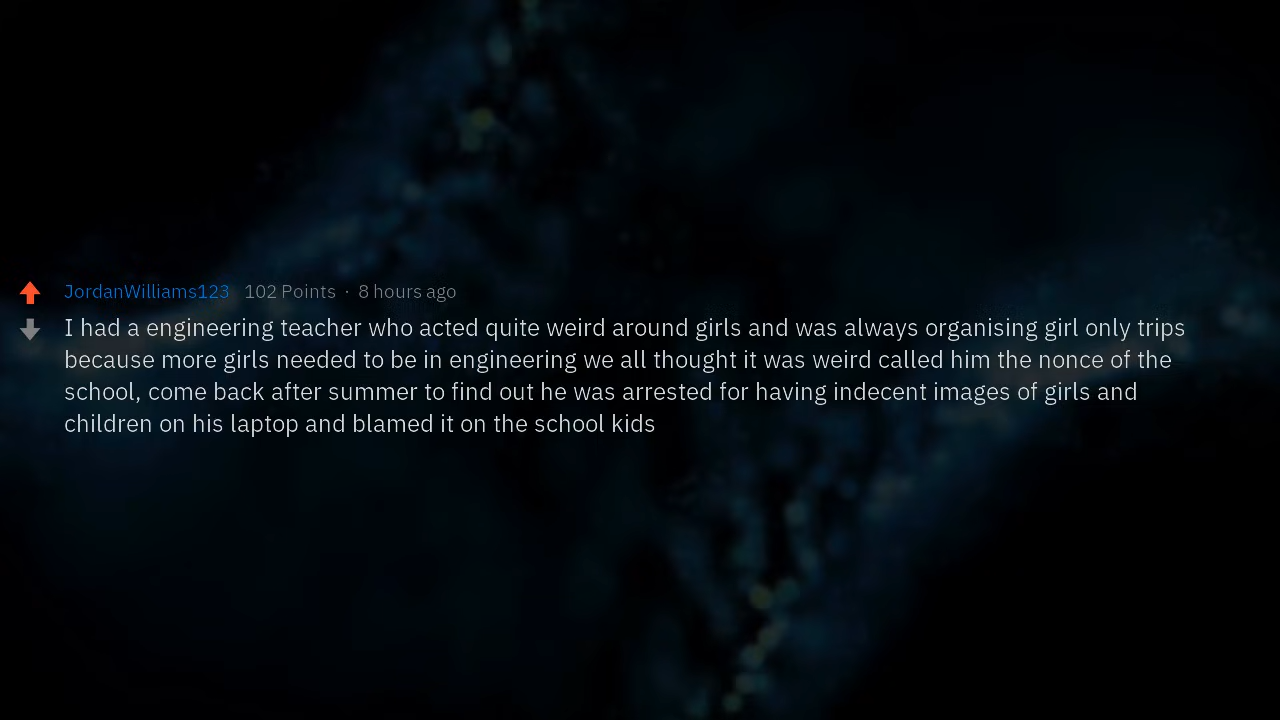 JordanWilliams123 102 Points · 8 hours ago
I had a engineering teacher who acted quite weird around girls and was always organising girl only trips
because more girls needed to be in engineering we all thought it was weird called him the nonce of the
school, come back after summer to find out he was arrested for having indecent images of girls and
children on his laptop and blamed it on the school kids